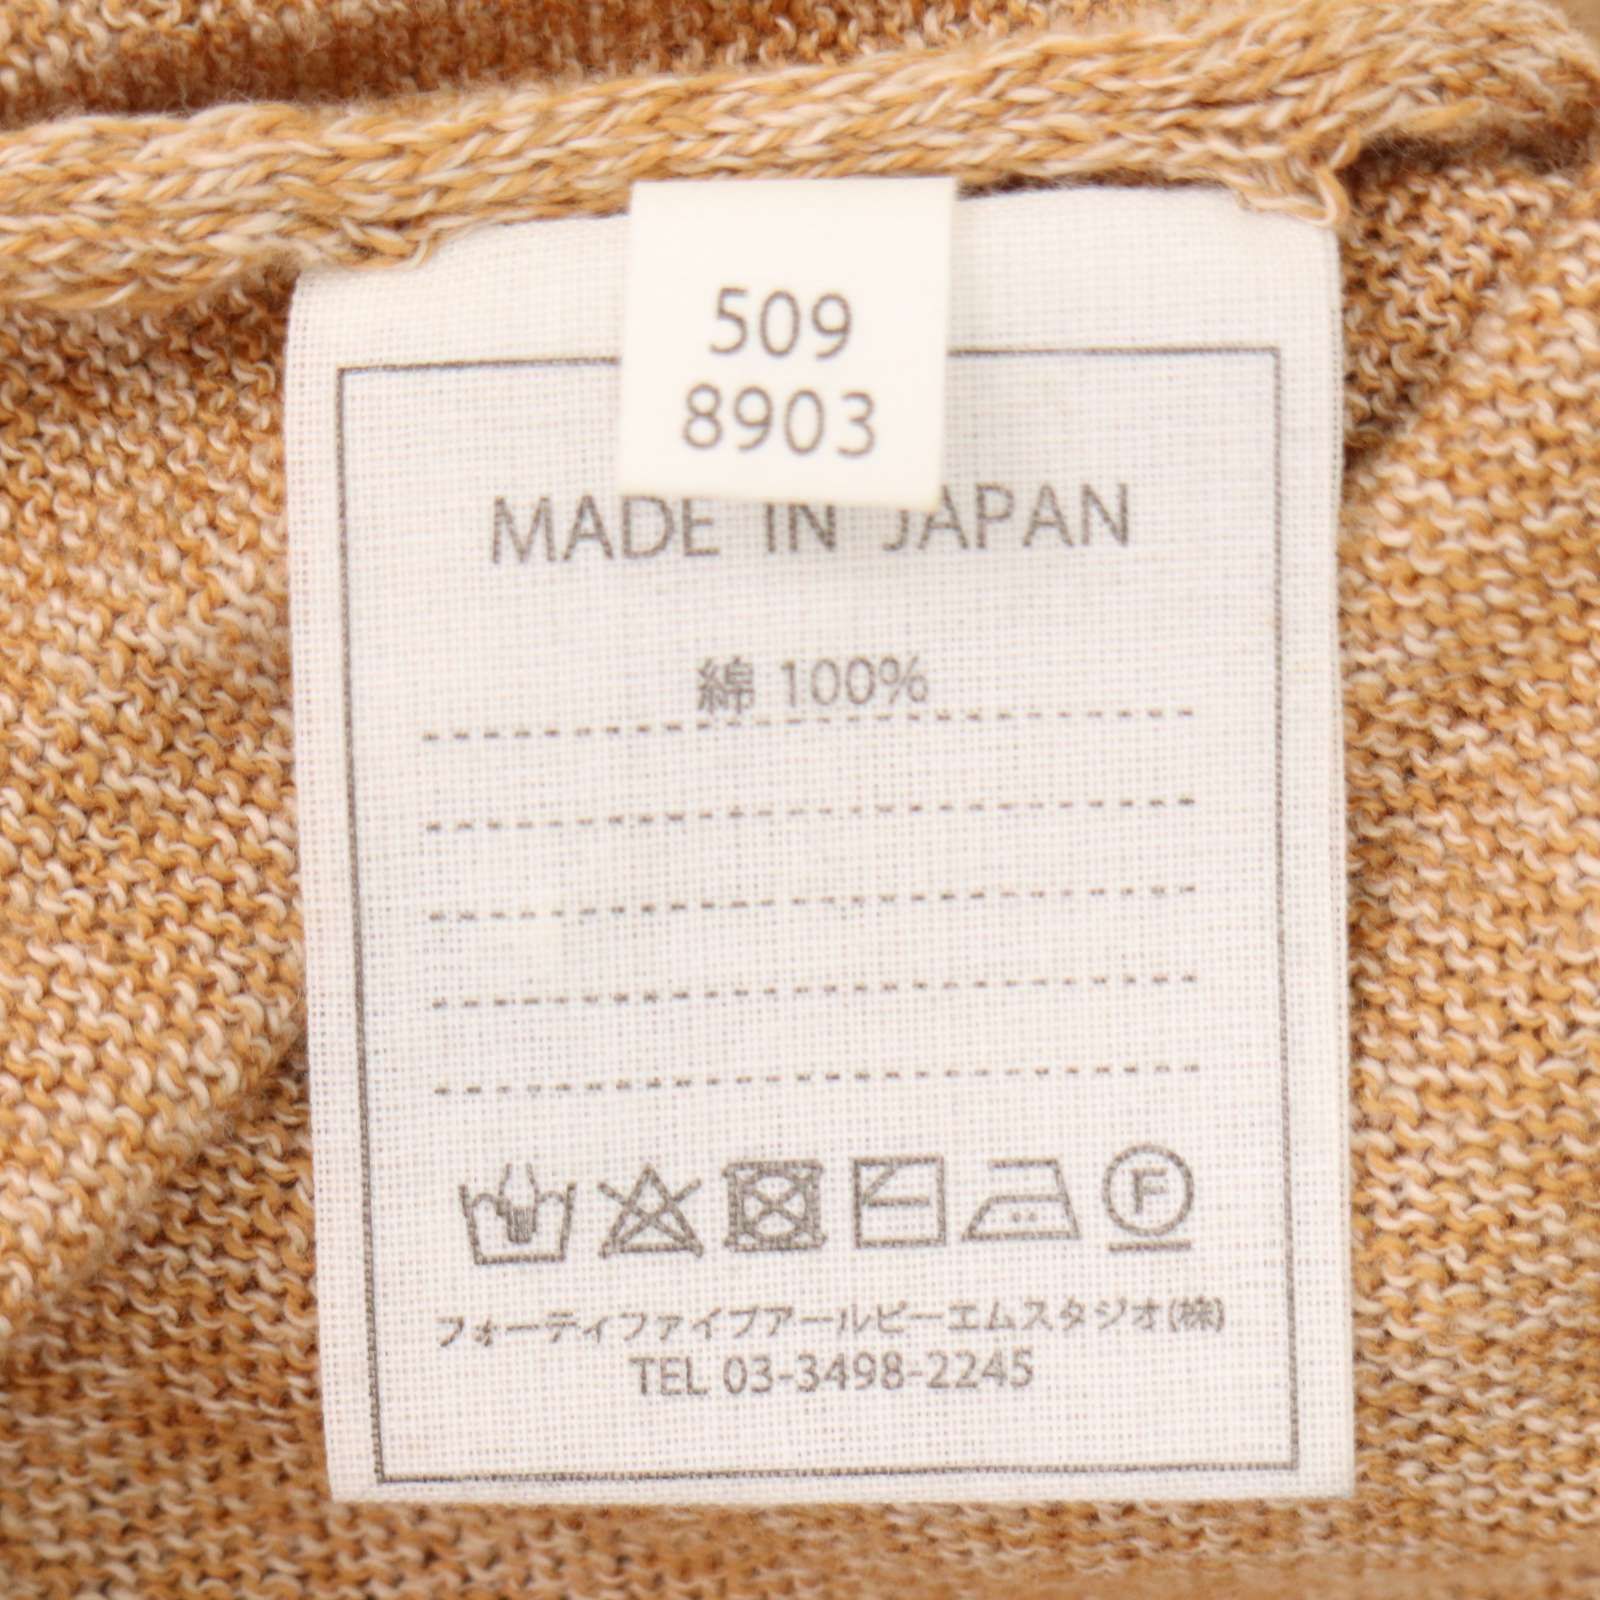 509
8903
MADE IN JAPAN
綿 100%
F
フォーティファイブアールピーエムスタジオ(株)
TEL 03-3498-2245